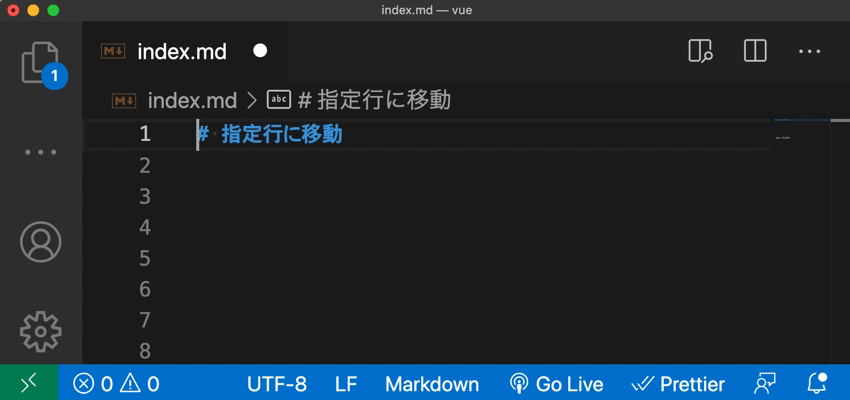 index.md — vue
index.md
1
index.md > abc # 指定行に移動
1 # 指定行に移動
2
3
4
5
6
7
8
0 0 UTF-8 LF Markdown Go Live Prettier